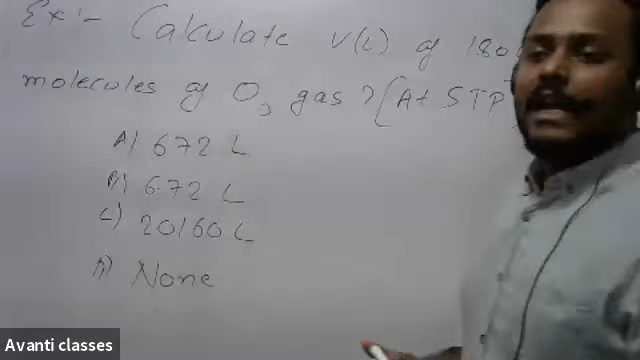 Ex:- Calculate V(L) of 180
molecules of O3 gas? [At STP
A) 672 L
B) 6.72 L
C) 20160 L
D) None
Avanti classes